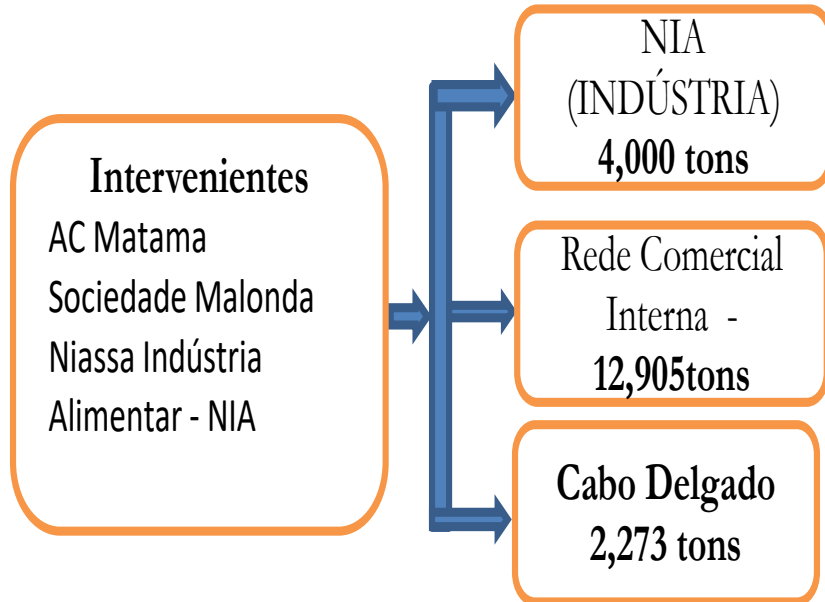 Intervenientes
AC Matama
Sociedade Malonda
Niassa Indústria
Alimentar - NIA
NIA
(INDÚSTRIA)
4,000 tons
Rede Comercial
Interna -
12,905tons
Cabo Delgado
2,273 tons